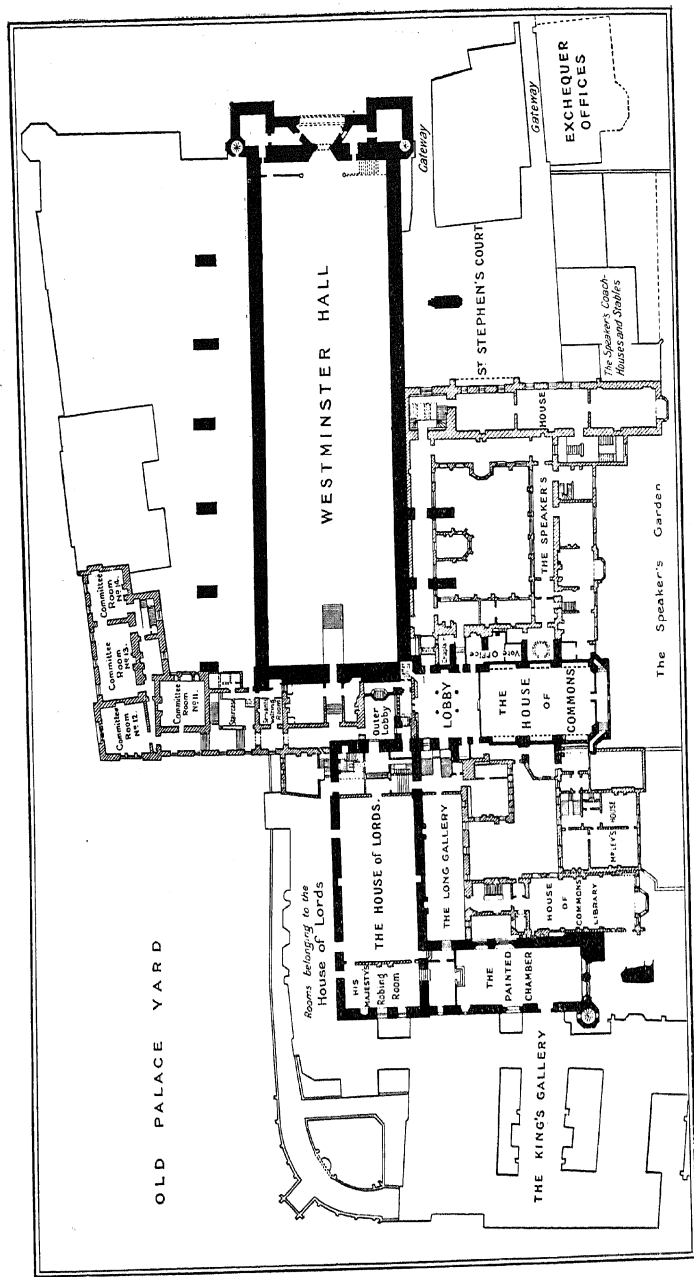 EXCHEQUER
OFFICES
Gateway
Gateway
ST STEPHEN'S COURT
The Speaker's Coach-
Houses and Stables
WESTMINSTER HALL
HOUSE
THE SPEAKER'S
The Speaker's Garden
Committee
Room
No 14.
Committee
Room
No 13.
Committee
Room
No 12.
Committee
Room
No 11.
Staircase
Room
Outer
Lobby
LOBBY
Chaplain
Vote Office
THE
HOUSE
OF
COMMONS
THE HOUSE of LORDS.
THE LONG GALLERY
HOUSE
HOUSE
OF
COMMONS
LIBRARY
Rooms belonging to the
House of Lords
HIS
MAJESTY'S
Robing
Room
THE
PAINTED
CHAMBER
OLD PALACE YARD
THE KING'S GALLERY